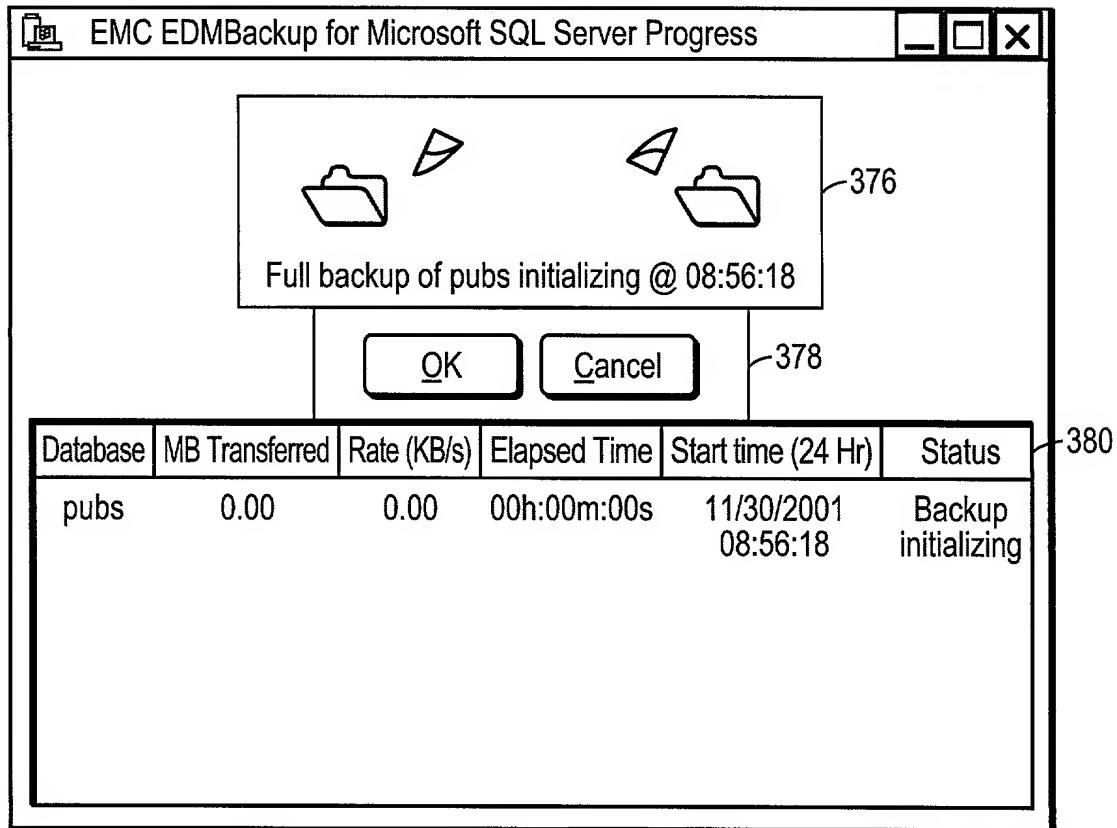 EMC EDMBackup for Microsoft SQL Server Progress
376
Full backup of pubs initializing @ 08:56:18
OK Cancel
378
380
Database MB Transferred Rate (KB/s) Elapsed Time Start time (24 Hr) Status
pubs 0.00 0.00 00h:00m:00s 11/30/2001 Backup
08:56:18 initializing